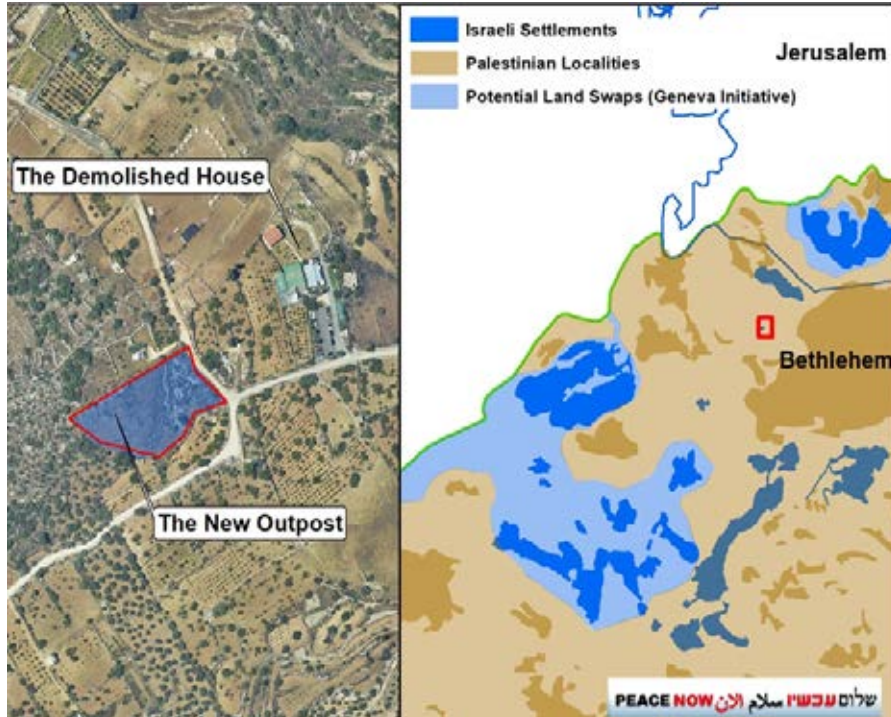 The Demolished House
The New Outpost
Israeli Settlements
Palestinian Localities
Potential Land Swaps (Geneva Initiative)
Jerusalem
Bethlehem
PEACE NOW سلام الآن שלום עכשיו